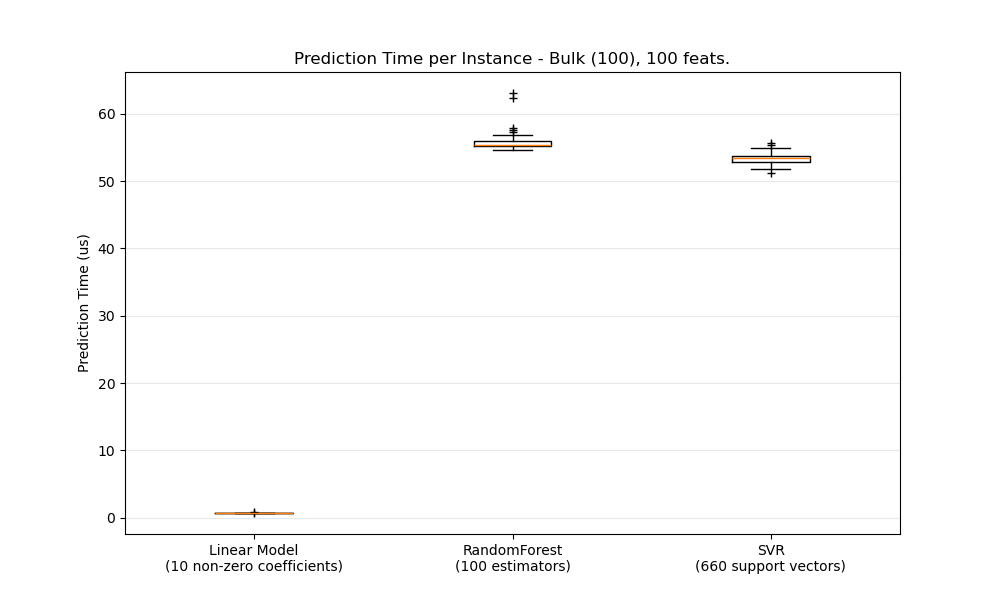 Prediction Time per Instance - Bulk (100), 100 feats.
Prediction Time (us)
60
50
40
30
20
10
0
Linear Model
(10 non-zero coefficients)
RandomForest
(100 estimators)
SVR
(660 support vectors)